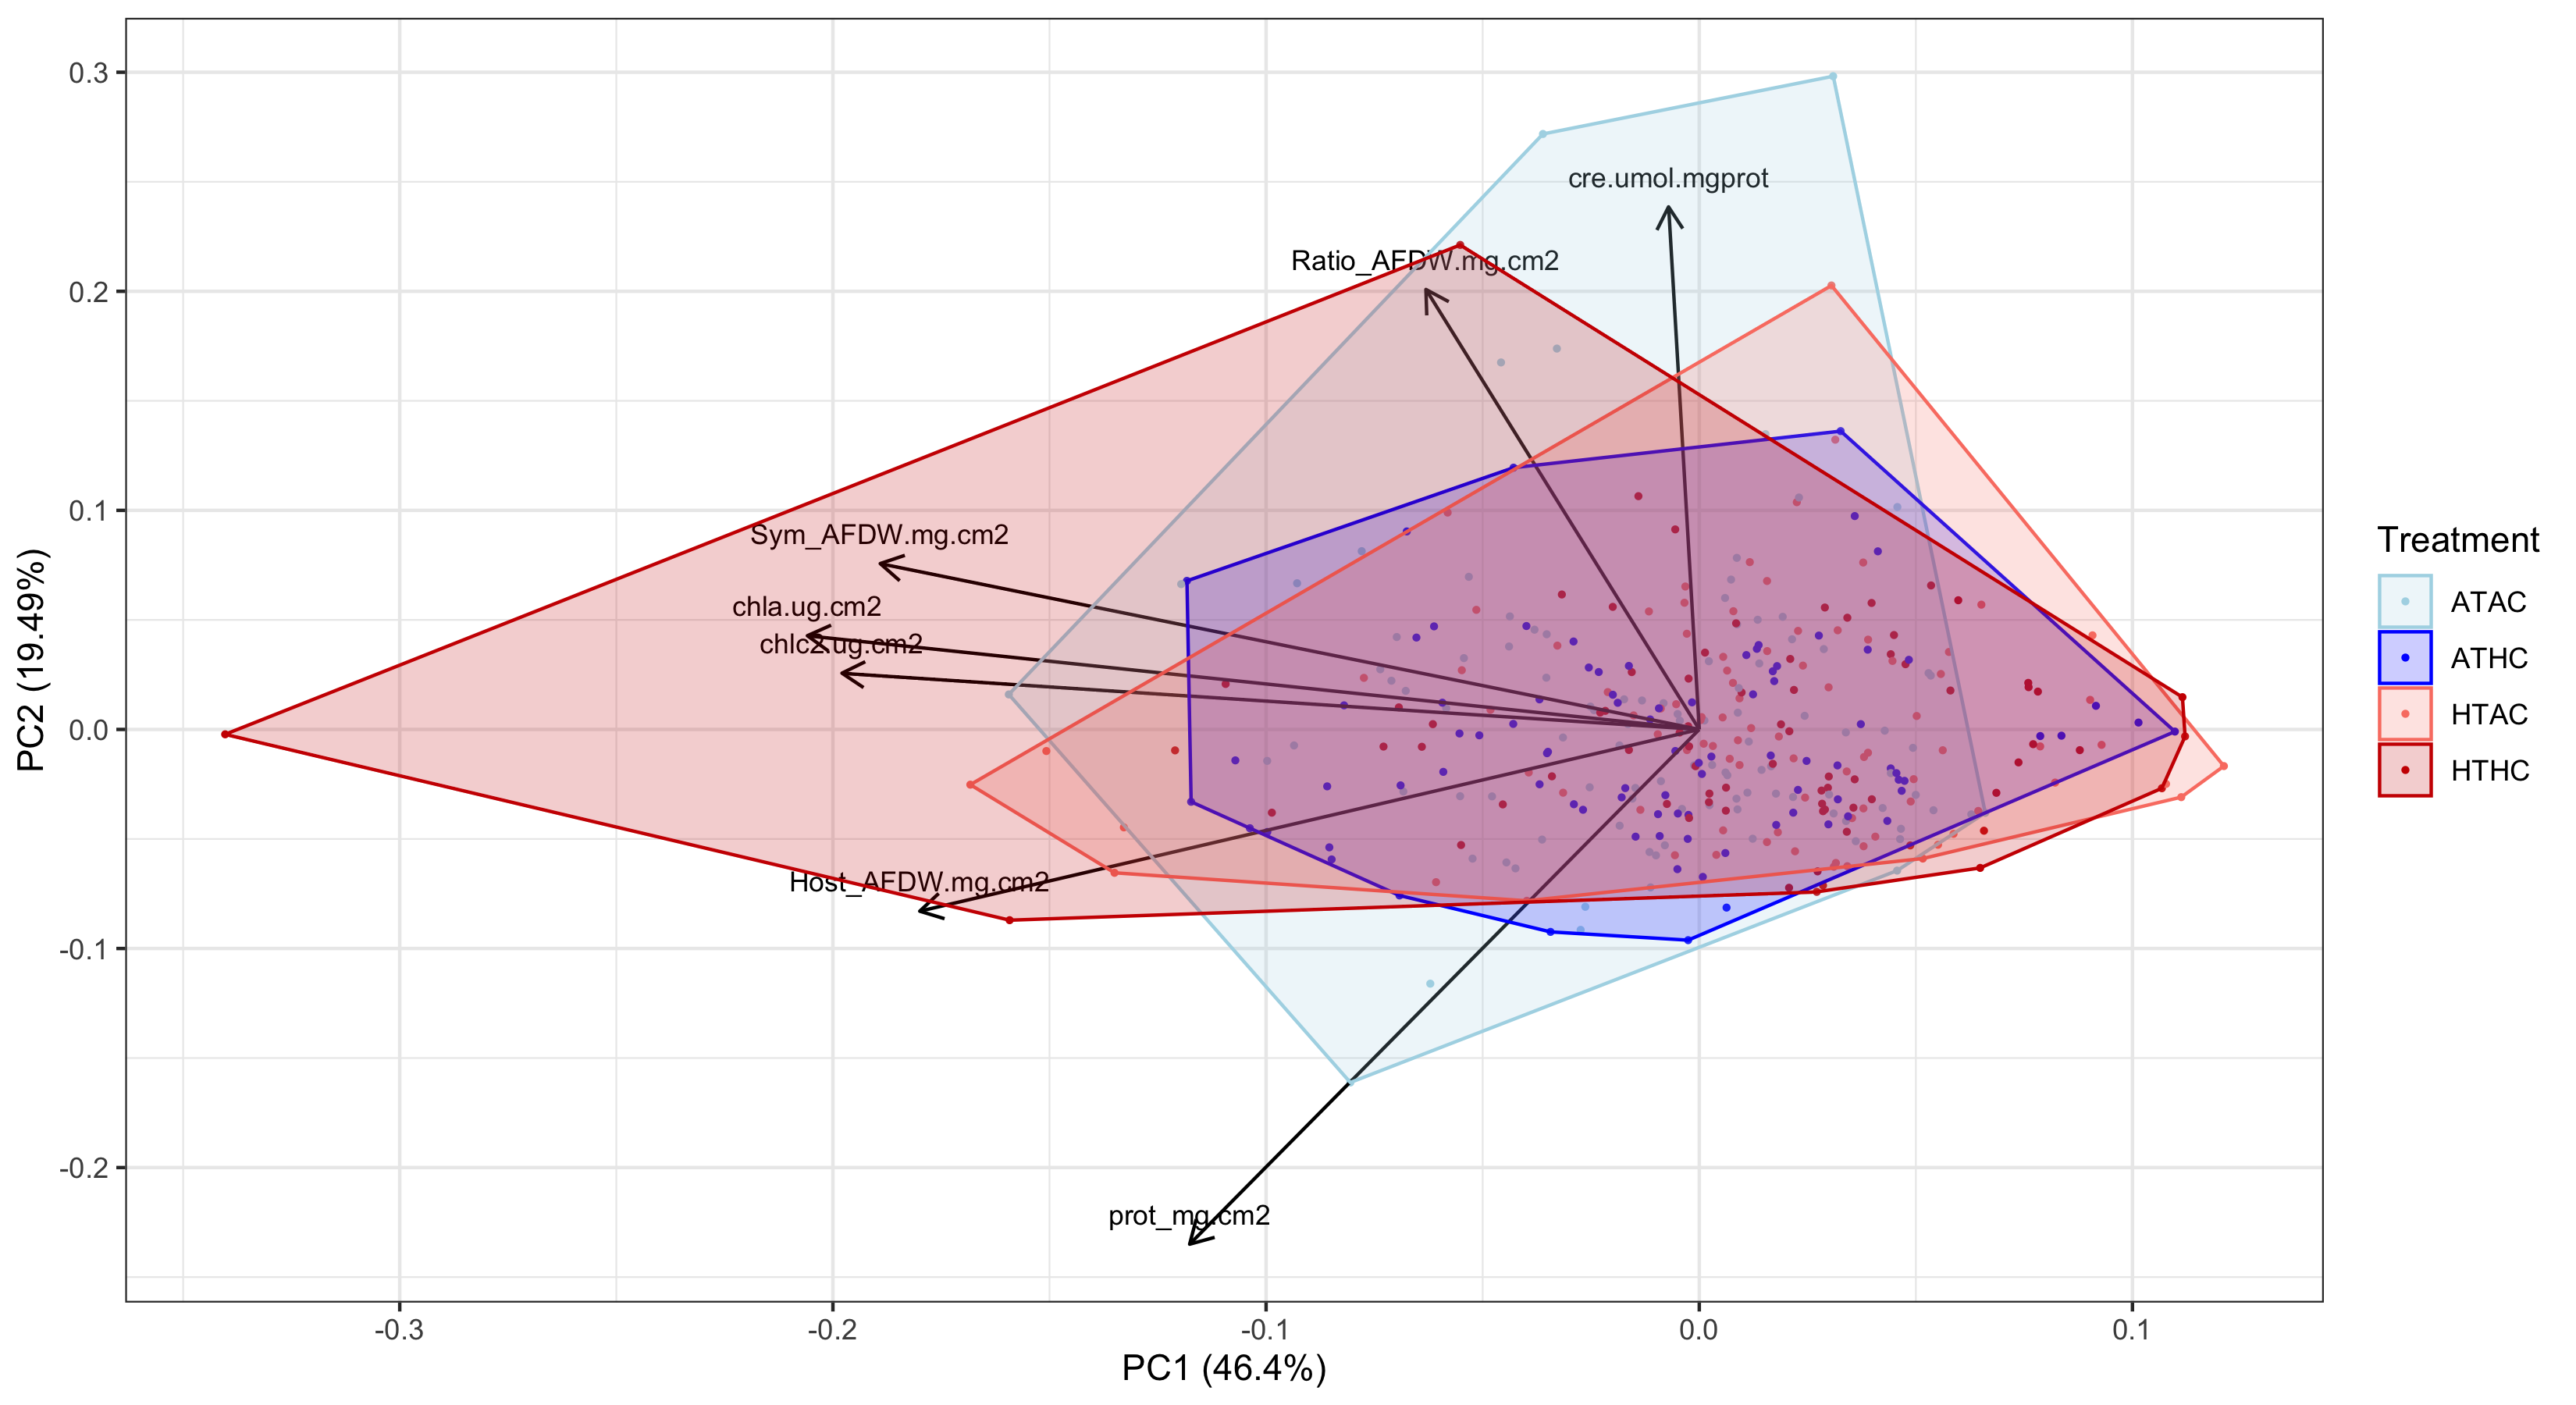 0.3
0.2
0.1
0.0
-0.1
-0.2
PC2 (19.49%)
cre.umol.mgprot
Ratio_AFDW.mg.cm2
Sym_AFDW.mg.cm2
chla.ug.cm2
chlc2.ug.cm2
Host_AFDW.mg.cm2
prot_mg.cm2
-0.3
-0.2
-0.1
0.0
0.1
PC1 (46.4%)
Treatment
ATAC
ATHC
HTAC
HTHC